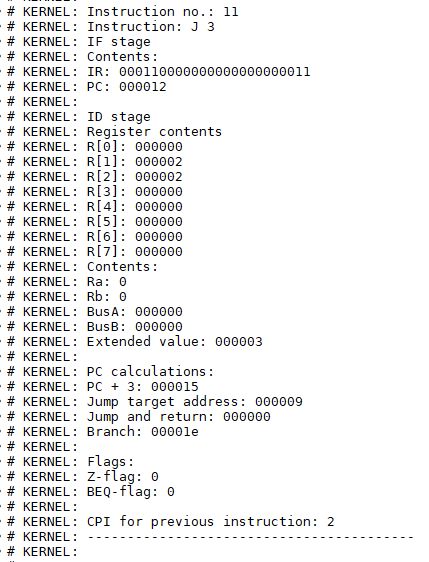 # KERNEL: Instruction no.: 11
# KERNEL: Instruction: J 3
# KERNEL: IF stage
# KERNEL: Contents:
# KERNEL: IR: 000110000000000000000011
# KERNEL: PC: 000012
# KERNEL:
# KERNEL: ID stage
# KERNEL: Register contents
# KERNEL: R[0]: 000000
# KERNEL: R[1]: 000002
# KERNEL: R[2]: 000002
# KERNEL: R[3]: 000000
# KERNEL: R[4]: 000000
# KERNEL: R[5]: 000000
# KERNEL: R[6]: 000000
# KERNEL: R[7]: 000000
# KERNEL: Contents:
# KERNEL: Ra: 0
# KERNEL: Rb: 0
# KERNEL: BusA: 000000
# KERNEL: BusB: 000000
# KERNEL: Extended value: 000003
# KERNEL:
# KERNEL: PC calculations:
# KERNEL: PC + 3: 000015
# KERNEL: Jump target address: 000009
# KERNEL: Jump and return: 000000
# KERNEL: Branch: 00001e
# KERNEL:
# KERNEL: Flags:
# KERNEL: Z-flag: 0
# KERNEL: BEQ-flag: 0
# KERNEL:
# KERNEL: CPI for previous instruction: 2
# KERNEL: -----------------------------------------
# KERNEL: